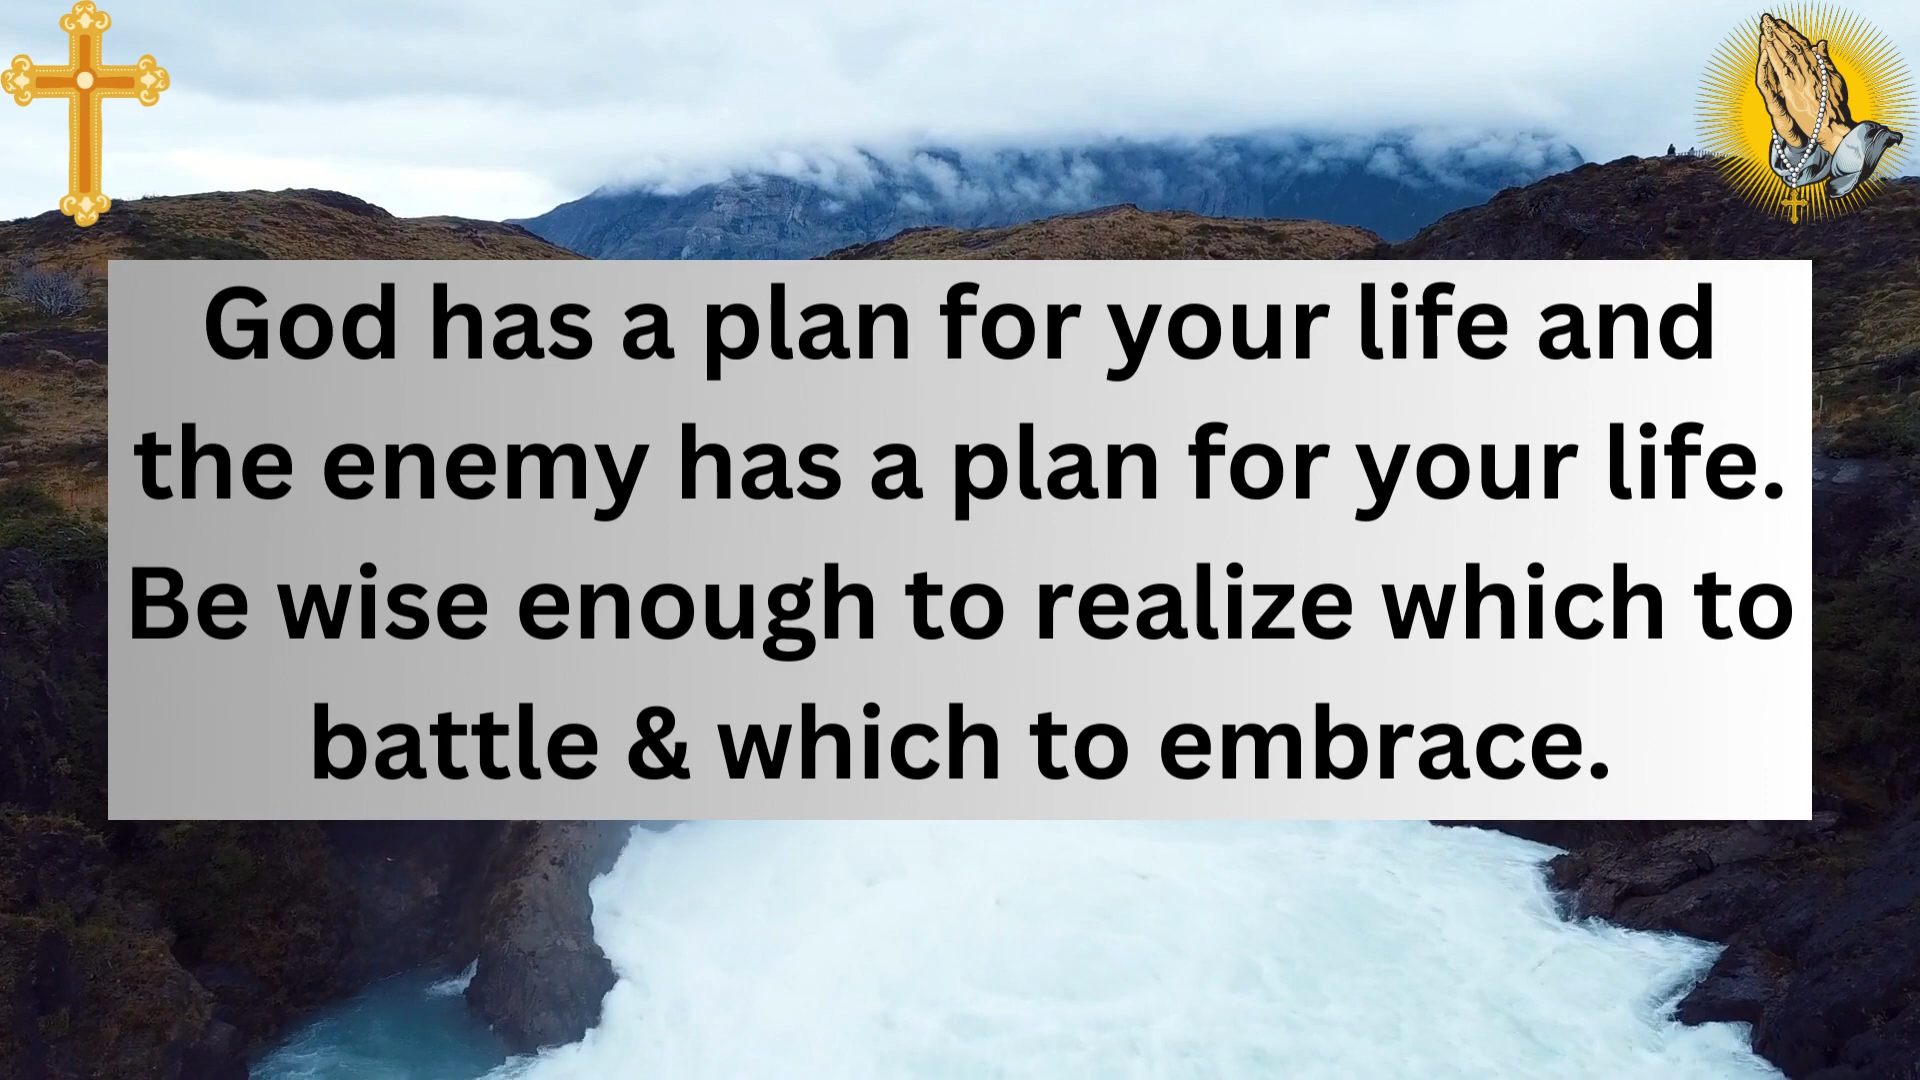 God has a plan for your life and
the enemy has a plan for your life.
Be wise enough to realize which to
battle & which to embrace.